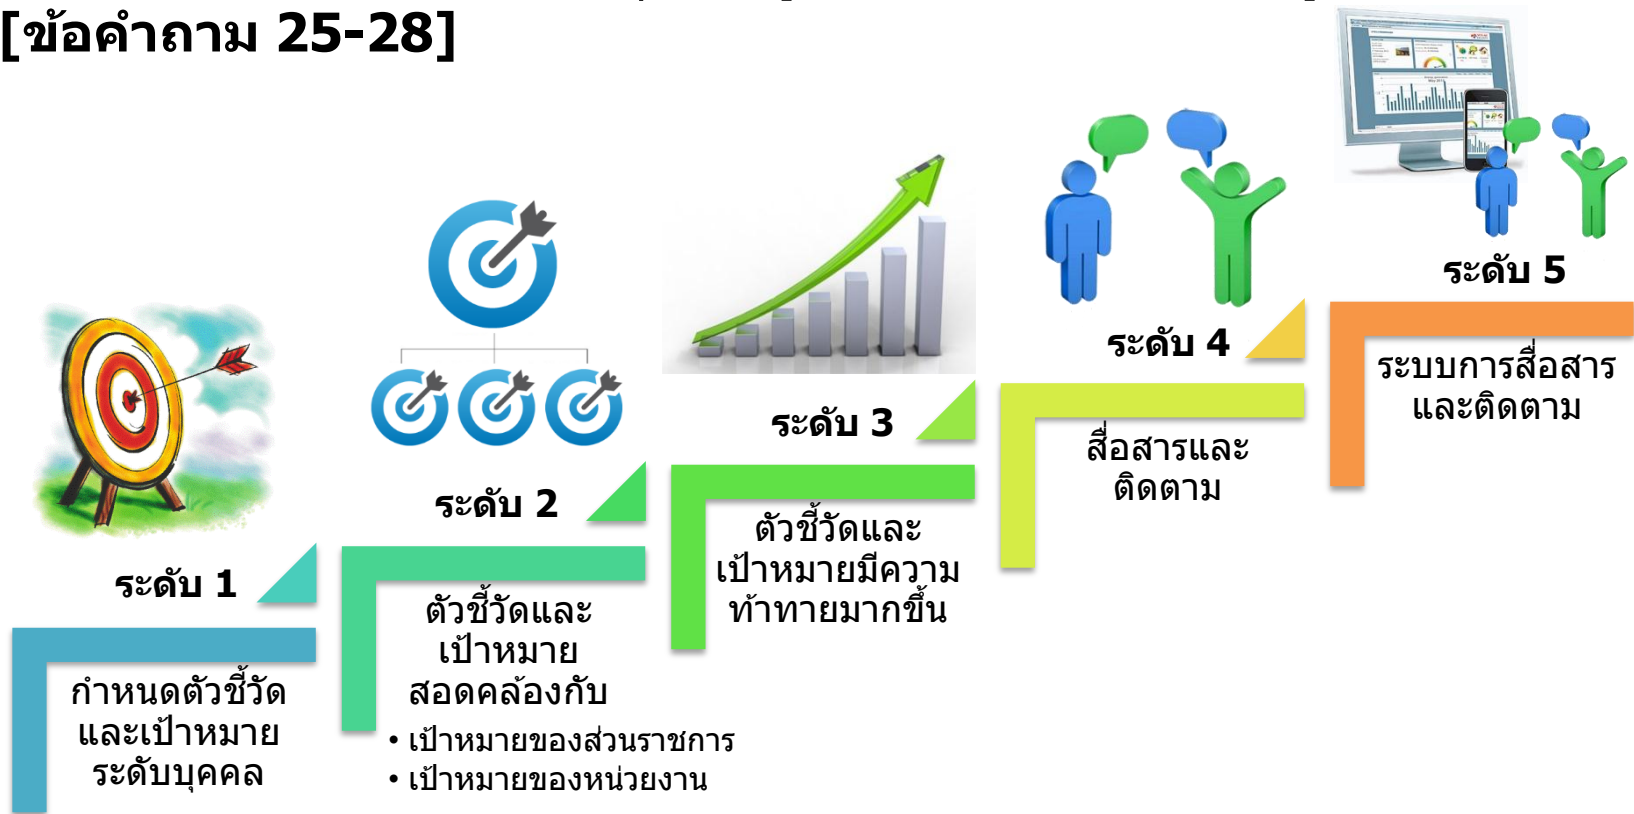 [ข้อคำถาม 25-28]
ระดับ 1
กำหนดตัวชี้วัด
และเป้าหมาย
ระดับบุคคล
ระดับ 2
ตัวชี้วัดและ
เป้าหมาย
สอดคล้องกับ
• เป้าหมายของส่วนราชการ
• เป้าหมายของหน่วยงาน
ระดับ 3
ตัวชี้วัดและ
เป้าหมายมีความ
ท้าทายมากขึ้น
ระดับ 4
สื่อสารและ
ติดตาม
ระดับ 5
ระบบการสื่อสาร
และติดตาม